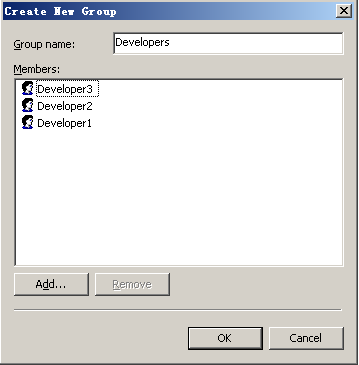 Create New Group
Group name:
Developers
Members:
Developer3
Developer2
Developer1
Add...
Remove
OK
Cancel